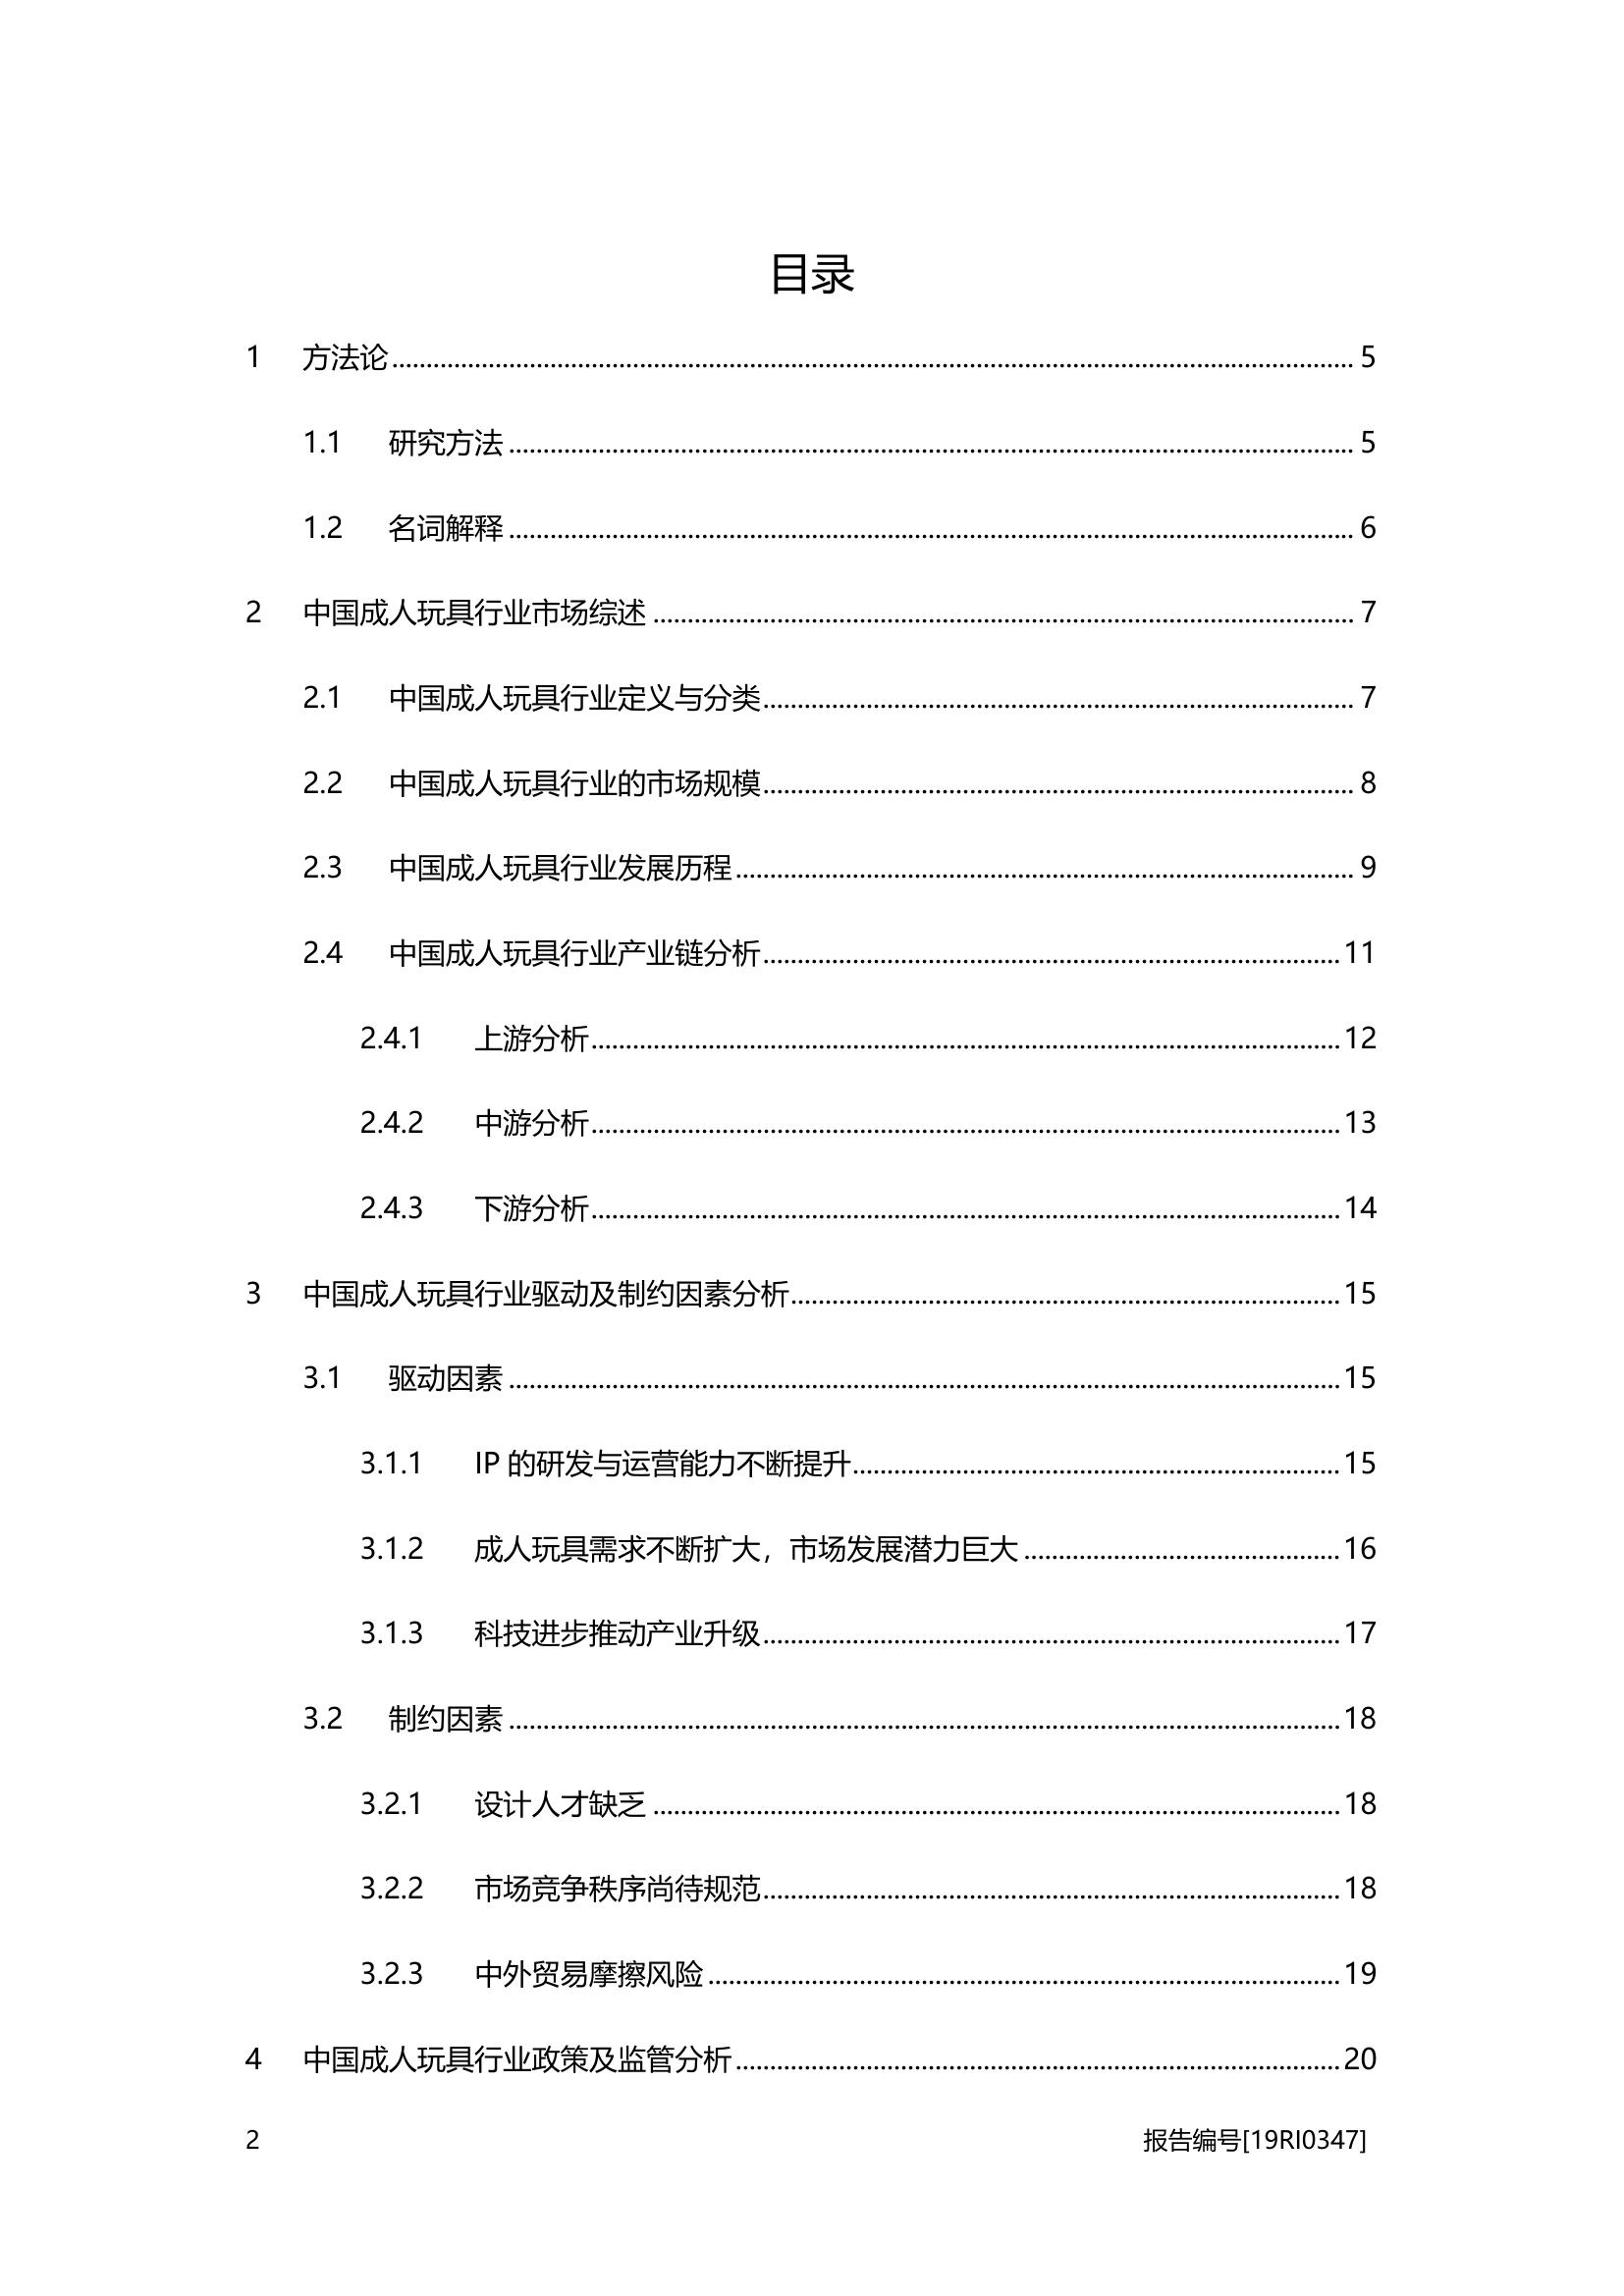 目录
1 方法论 ........ 5
1.1 研究方法 ........ 5
1.2 名词解释 ........ 6
2 中国成人玩具行业市场综述 ........ 7
2.1 中国成人玩具行业定义与分类 ........ 7
2.2 中国成人玩具行业的市场规模 ........ 8
2.3 中国成人玩具行业发展历程 ........ 9
2.4 中国成人玩具行业产业链分析 ........ 11
2.4.1 上游分析 ........ 12
2.4.2 中游分析 ........ 13
2.4.3 下游分析 ........ 14
3 中国成人玩具行业驱动及制约因素分析 ........ 15
3.1 驱动因素 ........ 15
3.1.1 IP 的研发与运营能力不断提升 ........ 15
3.1.2 成人玩具需求不断扩大，市场发展潜力巨大 ........ 16
3.1.3 科技进步推动产业升级 ........ 17
3.2 制约因素 ........ 18
3.2.1 设计人才缺乏 ........ 18
3.2.2 市场竞争秩序尚待规范 ........ 18
3.2.3 中外贸易摩擦风险 ........ 19
4 中国成人玩具行业政策及监管分析 ........ 20
2 报告编号[19RI0347]